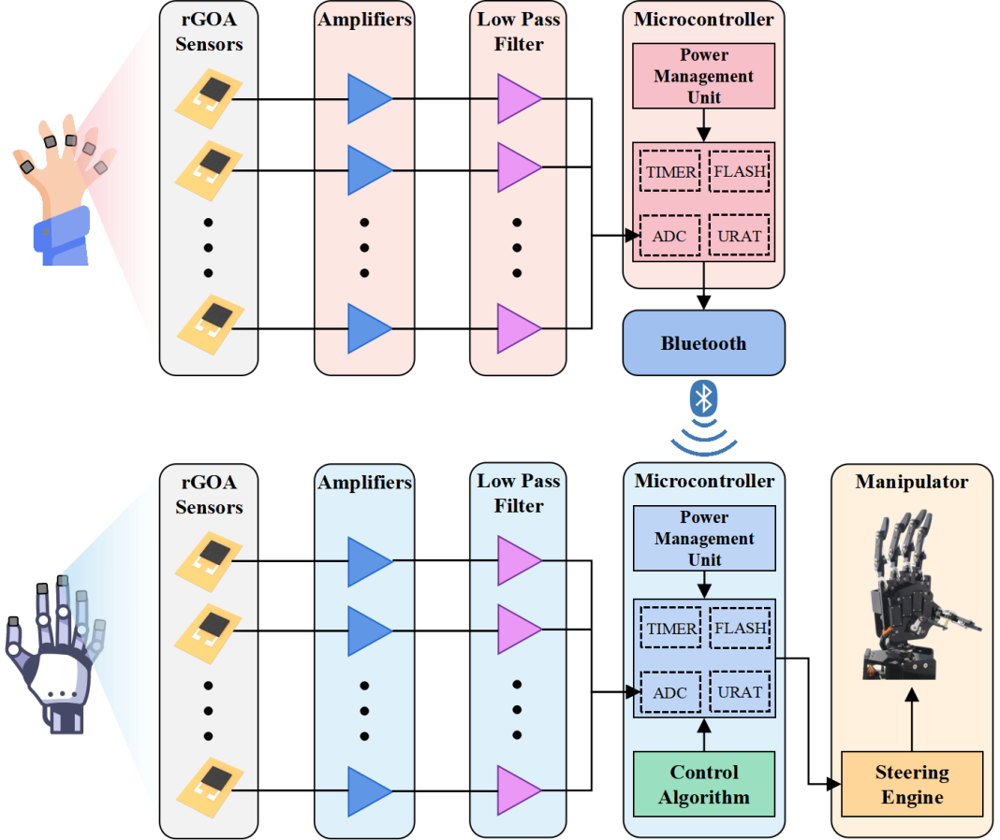 rGOA
Sensors
Amplifiers
Low Pass
Filter
Microcontroller
Power
Management
Unit
TIMER
FLASH
ADC
URAT
Bluetooth
rGOA
Sensors
Amplifiers
Low Pass
Filter
Microcontroller
Power
Management
Unit
TIMER
FLASH
ADC
URAT
Control
Algorithm
Manipulator
Steering
Engine